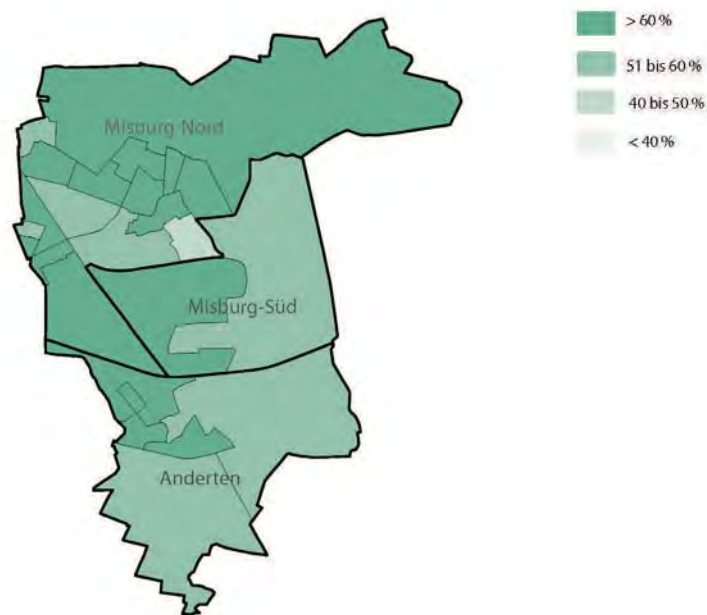 > 60 %
51 bis 60 %
40 bis 50 %
< 40 %
Misburg-Nord
Misburg-Süd
Anderten